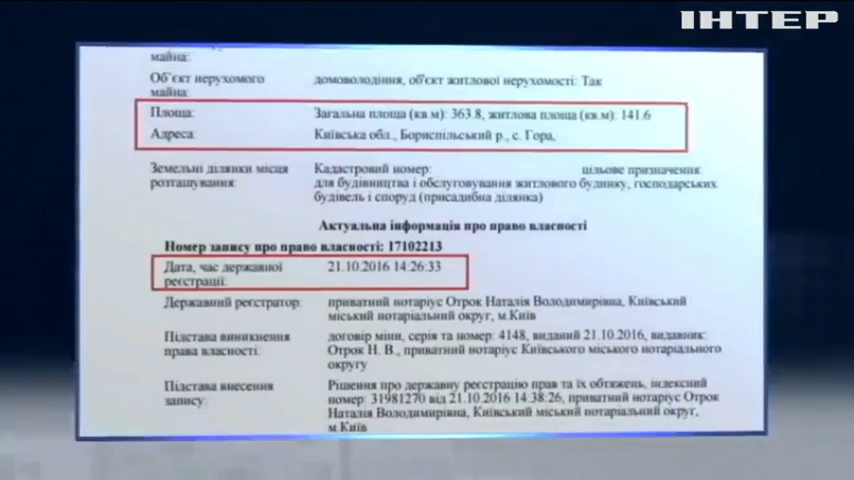 ІНТЕР
майна:
Об'єкт нерухомого домоволодіння, об'єкт житлової нерухомості: Так
майна:
Площа: Загальна площа (кв.м): 363.8, житлова площа (кв.м): 141.6
Адреса: Київська обл., Бориспільський р., с. Гора,
Земельні ділянки місця Кадастровий номер: цільове призначення:
розташування: для будівництва і обслуговування житлового будинку, господарських
будівель і споруд (присадибна ділянка)
Актуальна інформація про право власності
Номер запису про право власності: 17102213
Дата, час державної 21.10.2016 14:26:33
реєстрації:
Державний реєстратор: приватний нотаріус Отрок Наталія Володимирівна, Київський
міський нотаріальний округ, м.Київ
Підстава виникнення договір міни, серія та номер: 4148, виданий 21.10.2016, видавник:
права власності: Отрок Н. В., приватний нотаріус Київського міського нотаріального
округу
Підстава внесення Рішення про державну реєстрацію прав та їх обтяжень, індексний
запису: номер: 31981270 від 21.10.2016 14:38:26, приватний нотаріус Отрок
Наталія Володимирівна, Київський міський нотаріальний округ,
м.Київ